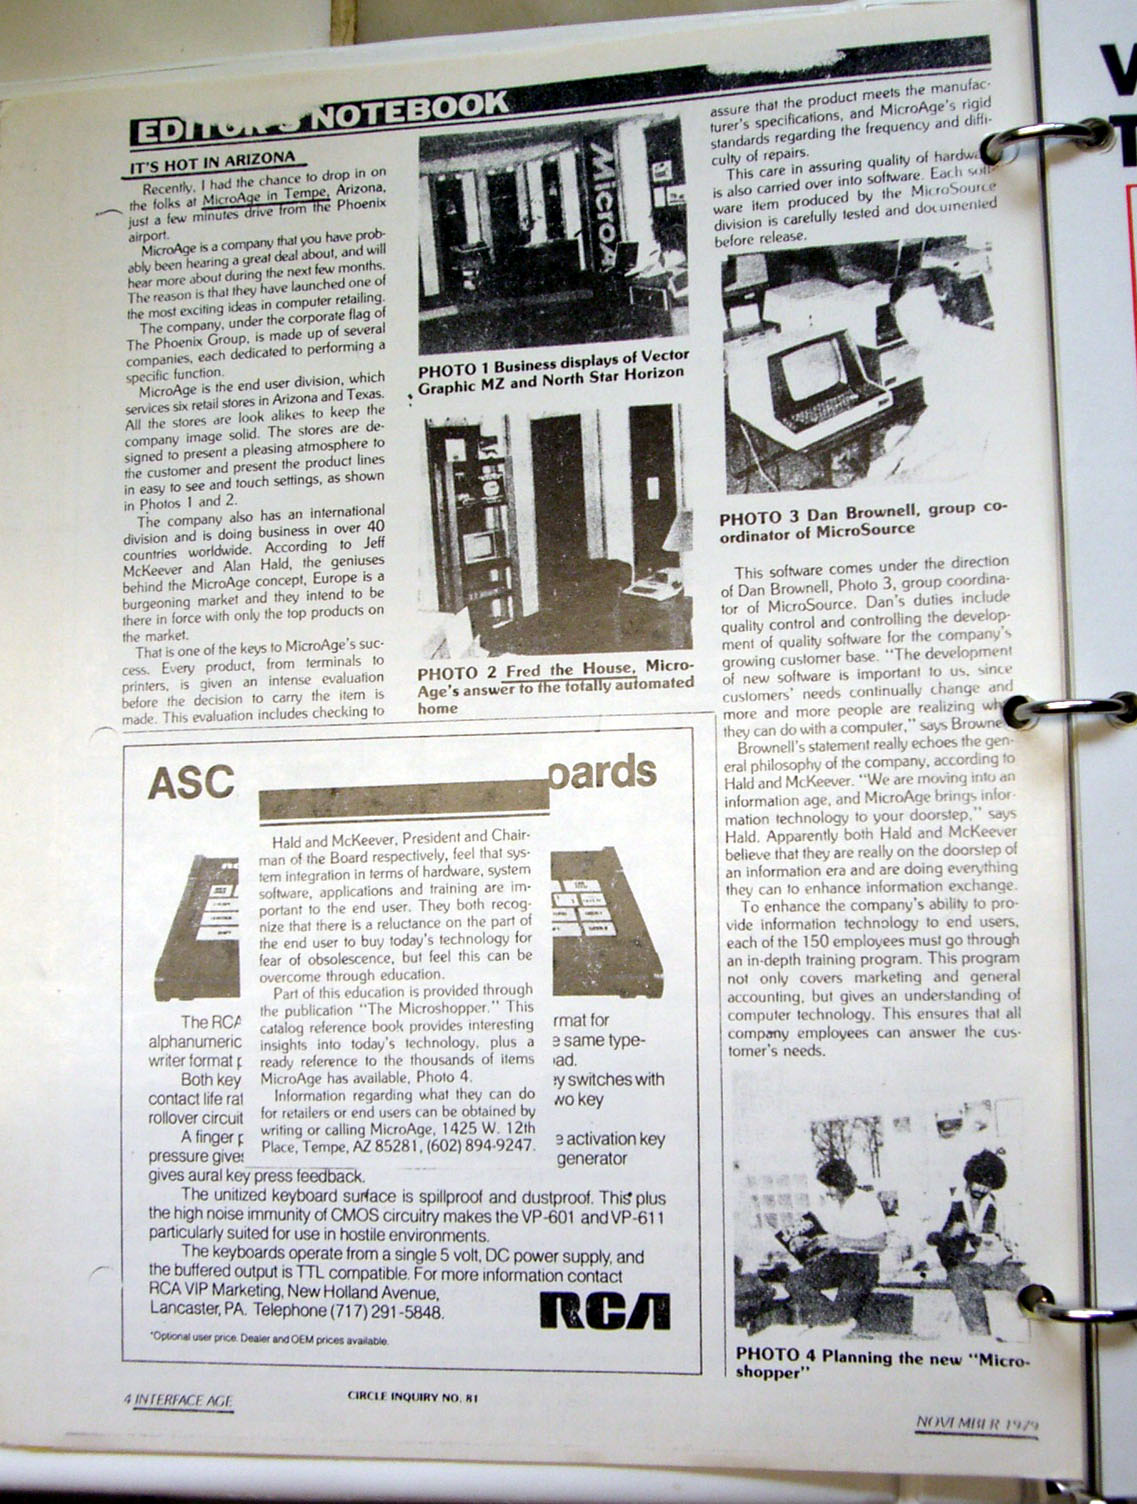 EDITOR'S NOTEBOOK
IT'S HOT IN ARIZONA
Recently, I had the chance to drop in on
the folks at MicroAge in Tempe, Arizona,
just a few minutes drive from the Phoenix
airport.
MicroAge is a company that you have prob-
ably been hearing a great deal about, and will
hear more about during the next few months.
The reason is that they have launched one of
the most exciting ideas in computer retailing.
The company, under the corporate flag of
The Phoenix Group, is made up of several
companies, each dedicated to performing a
specific function.
MicroAge is the end user division, which
services six retail stores in Arizona and Texas.
All the stores are look alikes to keep the
company image solid. The stores are de-
signed to present a pleasing atmosphere to
the customer and present the product lines
in easy to see and touch settings, as shown
in Photos 1 and 2.
The company also has an international
division and is doing business in over 40
countries worldwide. According to Jeff
McKeever and Alan Hald, the geniuses
behind the MicroAge concept, Europe is a
burgeoning market and they intend to be
there in force with only the top products on
the market.
That is one of the keys to MicroAge's suc-
cess. Every product, from terminals to
printers, is given an intense evaluation
before the decision to carry the item is
made. This evaluation includes checking to
MicroA
PHOTO 1 Business displays of Vector
Graphic MZ and North Star Horizon
PHOTO 2 Fred the House, Micro-
Age's answer to the totally automated
home
assure that the product meets the manufac-
turer's specifications, and MicroAge's rigid
standards regarding the frequency and diffi-
culty of repairs.
This care in assuring quality of hardwa
is also carried over into software. Each soft-
ware item produced by the MicroSource
division is carefully tested and documented
before release.
PHOTO 3 Dan Brownell, group co-
ordinator of MicroSource
This software comes under the direction
of Dan Brownell, Photo 3, group coordina-
tor of MicroSource. Dan's duties include
quality control and controlling the develop-
ment of quality software for the company's
growing customer base. "The development
of new software is important to us, since
customers' needs continually change and
more and more people are realizing wh
they can do with a computer," says Browne
Brownell's statement really echoes the gen-
eral philosophy of the company, according to
Hald and McKeever. "We are moving into an
information age, and MicroAge brings infor-
mation technology to your doorstep," says
Hald. Apparently both Hald and McKeever
believe that they are really on the doorstep of
an information era and are doing everything
they can to enhance information exchange.
To enhance the company's ability to pro-
vide information technology to end users,
each of the 150 employees must go through
an in-depth training program. This program
not only covers marketing and general
accounting, but gives an understanding of
computer technology. This ensures that all
company employees can answer the cus-
tomer's needs.
PHOTO 4 Planning the new "Micro-
shopper"
ASC oards
Hald and McKeever, President and Chair-
man of the Board respectively, feel that sys-
tem integration in terms of hardware, system
software, applications and training are im-
portant to the end user. They both recog-
nize that there is a reluctance on the part of
the end user to buy today's technology for
fear of obsolescence, but feel this can be
overcome through education.
Part of this education is provided through
the publication "The Microshopper." This
catalog reference book provides interesting
insights into today's technology, plus a
ready reference to the thousands of items
MicroAge has available, Photo 4.
Information regarding what they can do
for retailers or end users can be obtained by
writing or calling MicroAge, 1425 W. 12th
Place, Tempe, AZ 85281, (602) 894-9247.
The RCA rmat for
alphanumeric e same type-
writer format p ad.
Both key y switches with
contact life rat wo key
rollover circuit
A finger p e activation key
pressure gives generator
gives aural key press feedback.
The unitized keyboard surface is spillproof and dustproof. This plus
the high noise immunity of CMOS circuitry makes the VP-601 and VP-611
particularly suited for use in hostile environments.
The keyboards operate from a single 5 volt, DC power supply, and
the buffered output is TTL compatible. For more information contact
RCA VIP Marketing, New Holland Avenue,
Lancaster, PA. Telephone (717) 291-5848.
RCA
*Optional user price. Dealer and OEM prices available.
4 INTERFACE AGE
CIRCLE INQUIRY NO. 81
NOVEMBER 1979